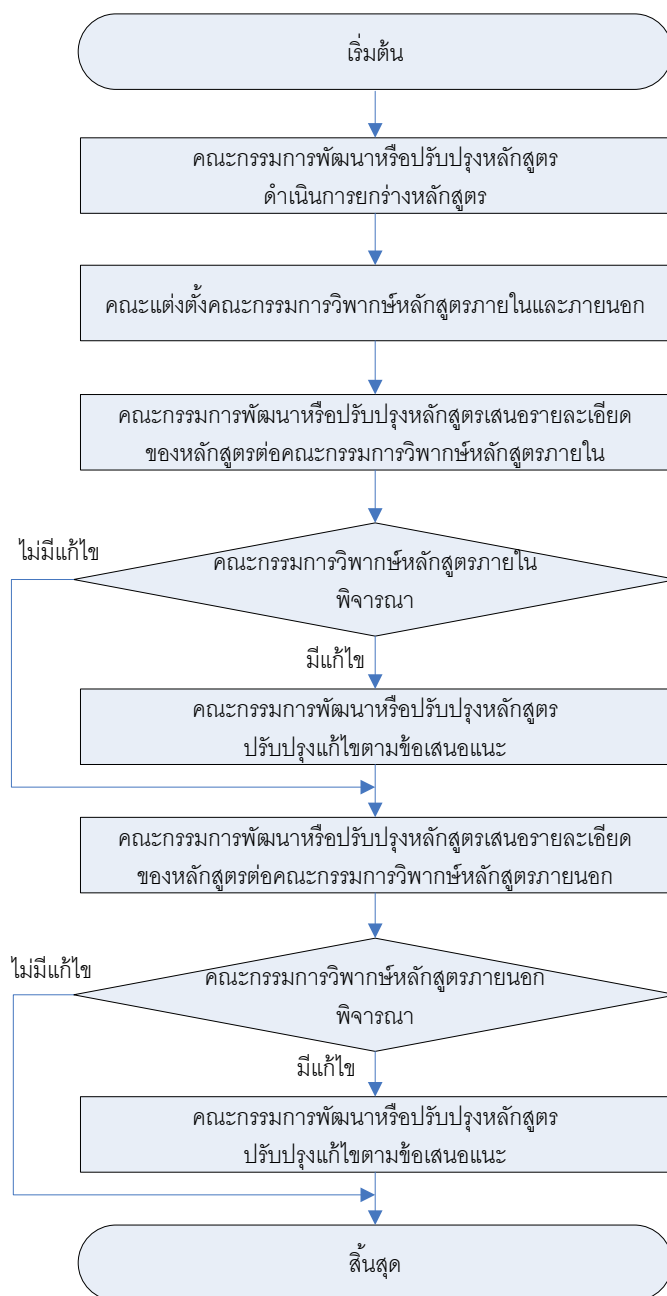 เริ่มต้น
คณะกรรมการพัฒนาหรือปรับปรุงหลักสูตร
ดำเนินการยกร่างหลักสูตร
คณะแต่งตั้งคณะกรรมการวิพากษ์หลักสูตรภายในและภายนอก
คณะกรรมการพัฒนาหรือปรับปรุงหลักสูตรเสนอรายละเอียด
ของหลักสูตรต่อคณะกรรมการวิพากษ์หลักสูตรภายใน
ไม่มีแก้ไข
คณะกรรมการวิพากษ์หลักสูตรภายใน
พิจารณา
มีแก้ไข
คณะกรรมการพัฒนาหรือปรับปรุงหลักสูตร
ปรับปรุงแก้ไขตามข้อเสนอแนะ
คณะกรรมการพัฒนาหรือปรับปรุงหลักสูตรเสนอรายละเอียด
ของหลักสูตรต่อคณะกรรมการวิพากษ์หลักสูตรภายนอก
ไม่มีแก้ไข
คณะกรรมการวิพากษ์หลักสูตรภายนอก
พิจารณา
มีแก้ไข
คณะกรรมการพัฒนาหรือปรับปรุงหลักสูตร
ปรับปรุงแก้ไขตามข้อเสนอแนะ
สิ้นสุด